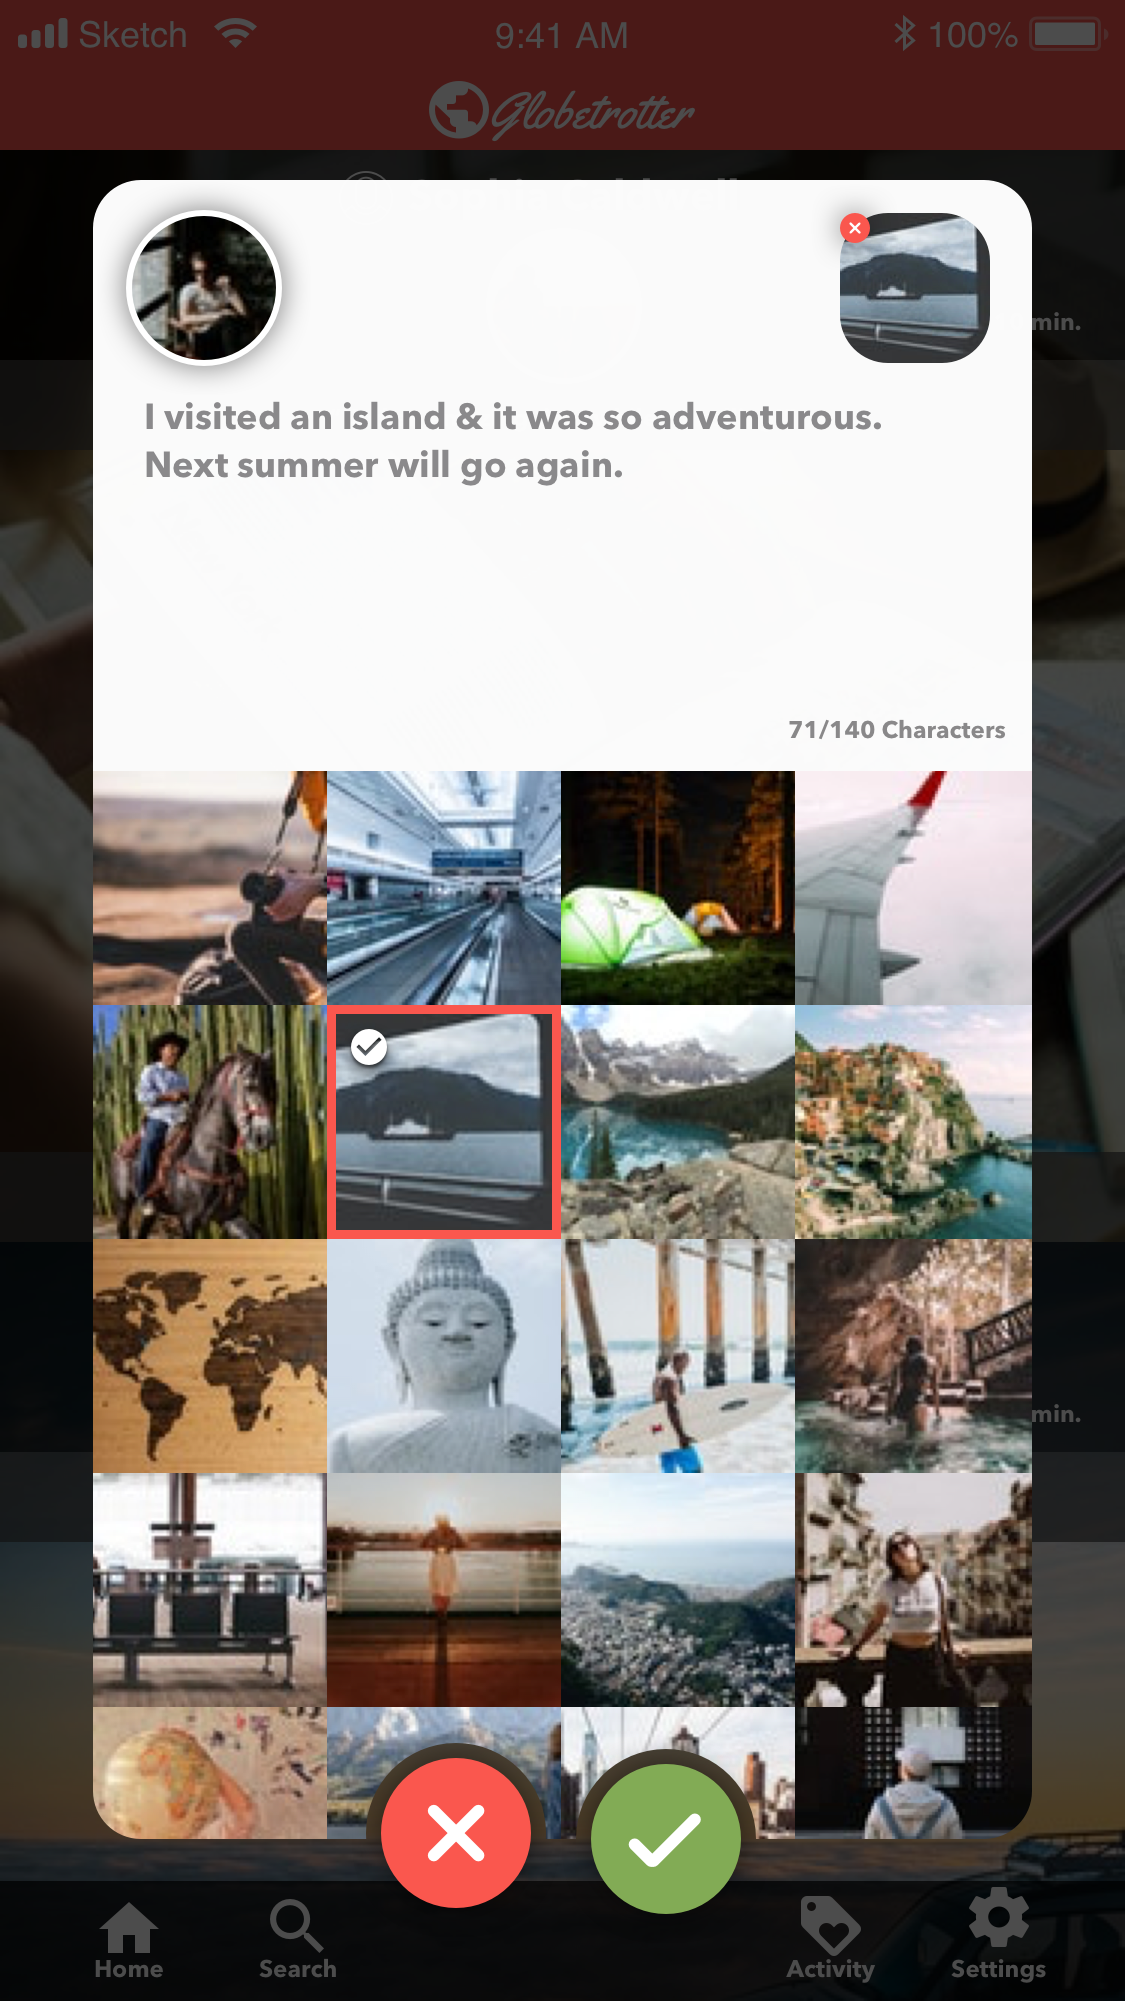 Sketch 9:41 AM 100%
Globetrotter
min.
I visited an island & it was so adventurous.
Next summer will go again.
71/140 Characters
min.
Home Search Activity Settings